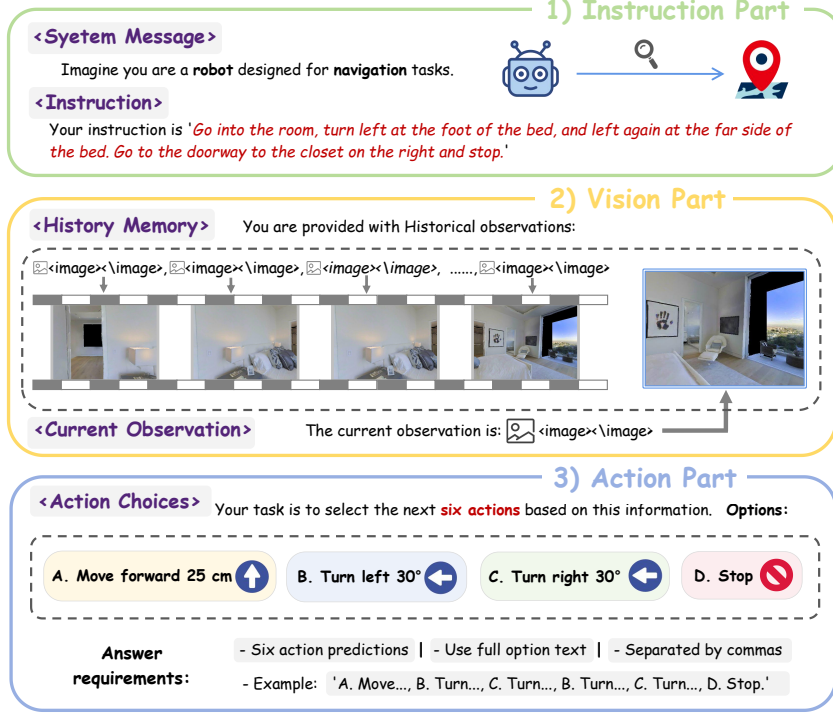 1) Instruction Part
<Syetem Message>
Imagine you are a robot designed for navigation tasks.
<Instruction>
Your instruction is 'Go into the room, turn left at the foot of the bed, and left again at the far side of
the bed. Go to the doorway to the closet on the right and stop.'
2) Vision Part
<History Memory>
You are provided with Historical observations:
<image><\image>, <image><\image>, <image><\image>, ......, <image><\image>
<Current Observation>
The current observation is: <image><\image>
3) Action Part
<Action Choices>
Your task is to select the next six actions based on this information. Options:
A. Move forward 25 cm
B. Turn left 30°
C. Turn right 30°
D. Stop
Answer
requirements:
- Six action predictions | - Use full option text | - Separated by commas
- Example: 'A. Move..., B. Turn..., C. Turn..., B. Turn..., C. Turn..., D. Stop.'